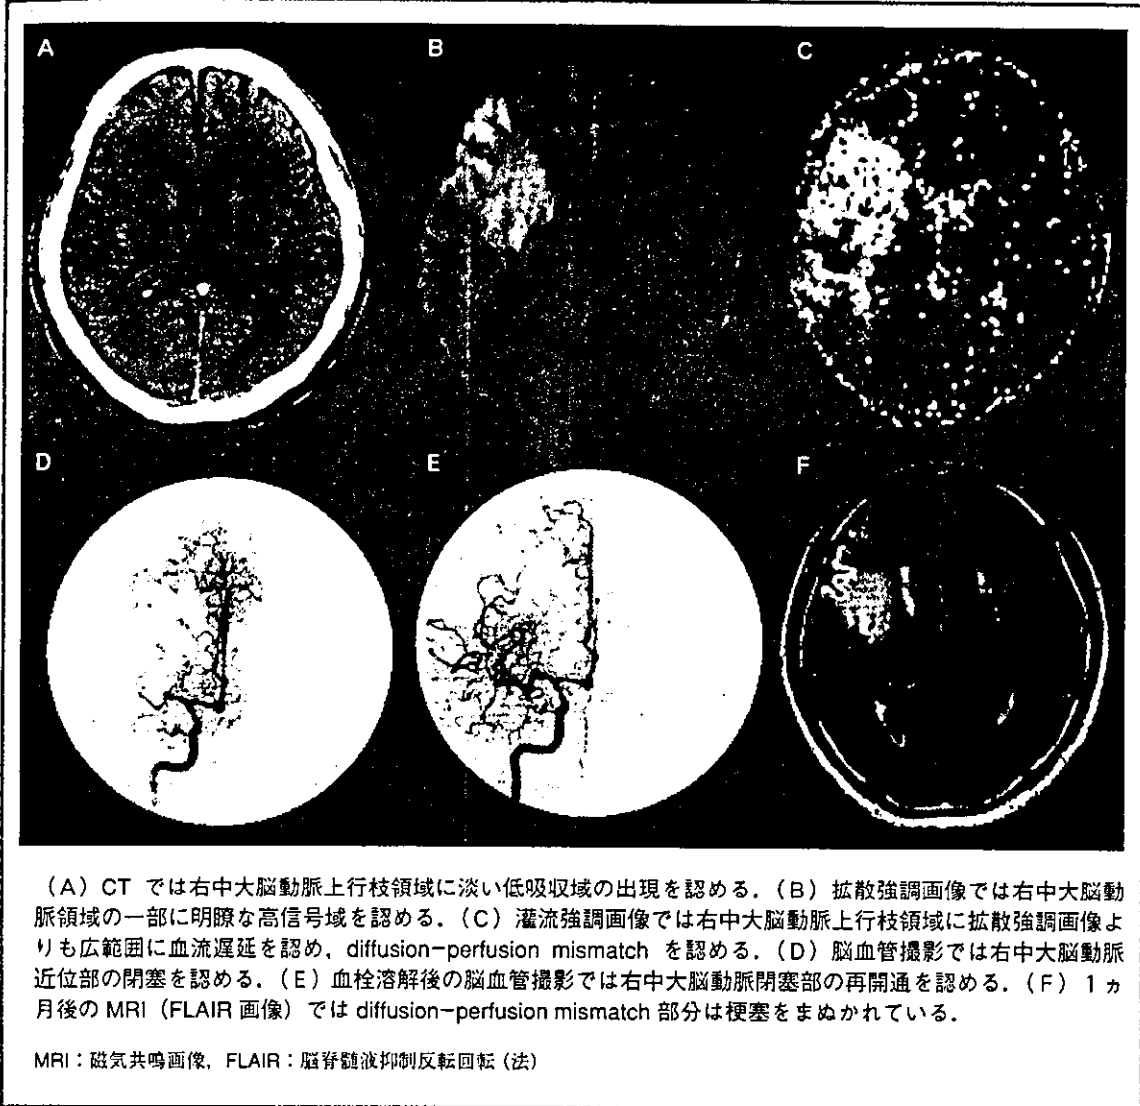 A
B
C
D
E
F
（A）CT では右中大脳動脈上行枝領域に淡い低吸収域の出現を認める．（B）拡散強調画像では右中大脳動
脈領域の一部に明瞭な高信号域を認める．（C）灌流強調画像では右中大脳動脈上行枝領域に拡散強調画像よ
りも広範囲に血流遅延を認め，diffusion-perfusion mismatch を認める．（D）脳血管撮影では右中大脳動脈
近位部の閉塞を認める．（E）血栓溶解後の脳血管撮影では右中大脳動脈閉塞部の再開通を認める．（F）1 ヵ
月後の MRI（FLAIR 画像）では diffusion-perfusion mismatch 部分は梗塞をまぬかれている．
MRI：磁気共鳴画像，FLAIR：脳脊髄液抑制反転回転（法）